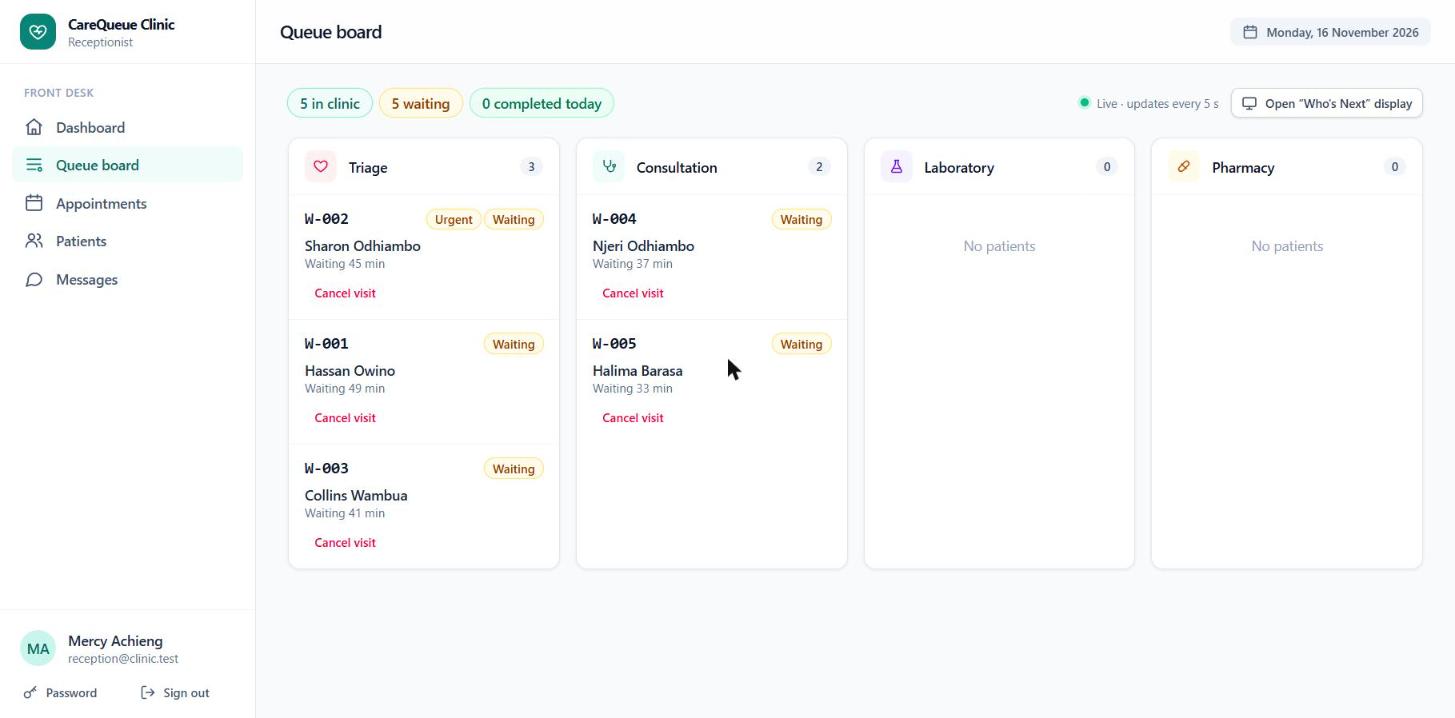 CareQueue Clinic
Receptionist
FRONT DESK
Dashboard
Queue board
Appointments
Patients
Messages
MA
Mercy Achieng
reception@clinic.test
Password
Sign out
Queue board
Monday, 16 November 2026
5 in clinic
5 waiting
0 completed today
Live · updates every 5 s
Open “Who's Next” display
Triage
3
W-002
Urgent
Waiting
Sharon Odhiambo
Waiting 45 min
Cancel visit
W-001
Waiting
Hassan Owino
Waiting 49 min
Cancel visit
W-003
Waiting
Collins Wambua
Waiting 41 min
Cancel visit
Consultation
2
W-004
Waiting
Njeri Odhiambo
Waiting 37 min
Cancel visit
W-005
Waiting
Halima Barasa
Waiting 33 min
Cancel visit
Laboratory
0
No patients
Pharmacy
0
No patients